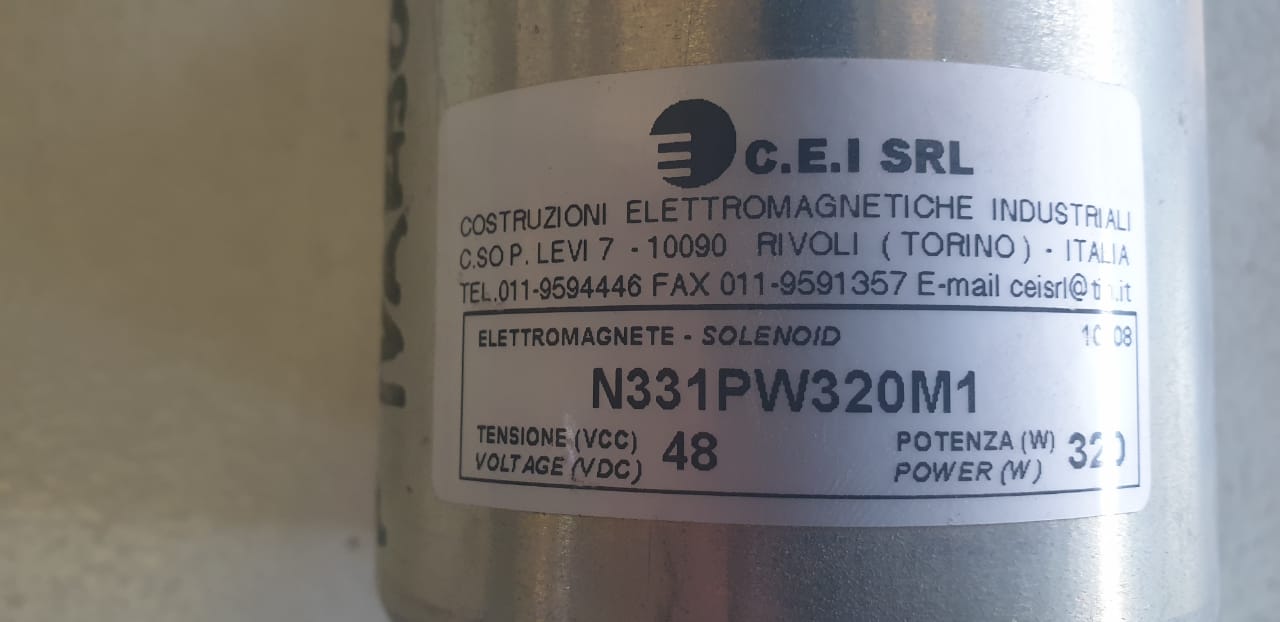 C.E.I SRL
COSTRUZIONI ELETTROMAGNETICHE INDUSTRIALI
C.SO P. LEVI 7 - 10090 RIVOLI ( TORINO ) - ITALIA
TEL.011-9594446 FAX 011-9591357 E-mail
ELETTROMAGNETE - SOLENOID
N331PW320M1
TENSIONE (VCC) 48 POTENZA (W) 320
VOLTAGE (VDC) POWER (W)